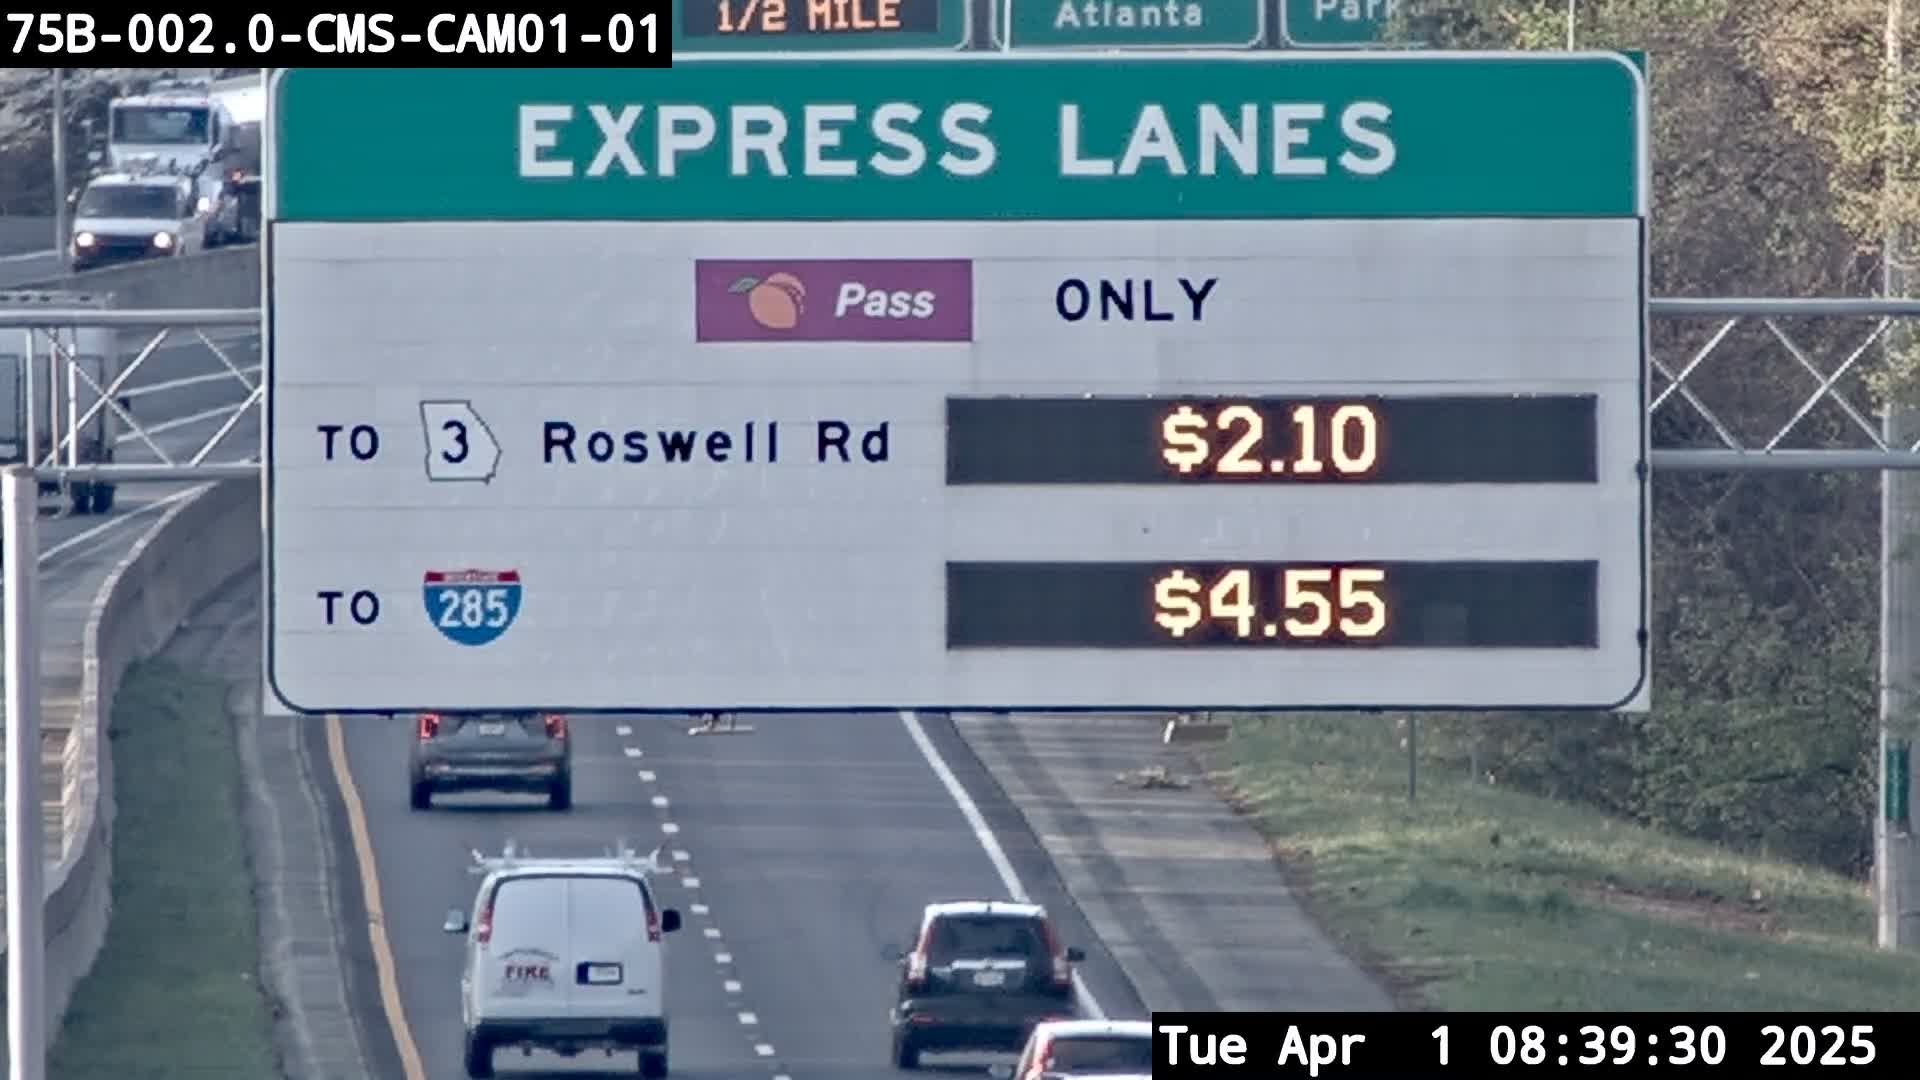 75B-002.0-CMS-CAM01-01
1/2 MILE
Atlanta
EXPRESS LANES
Pass ONLY
TO 3 Roswell Rd $2.10
TO 285 $4.55
FIRE
Tue Apr 1 08:39:30 2025